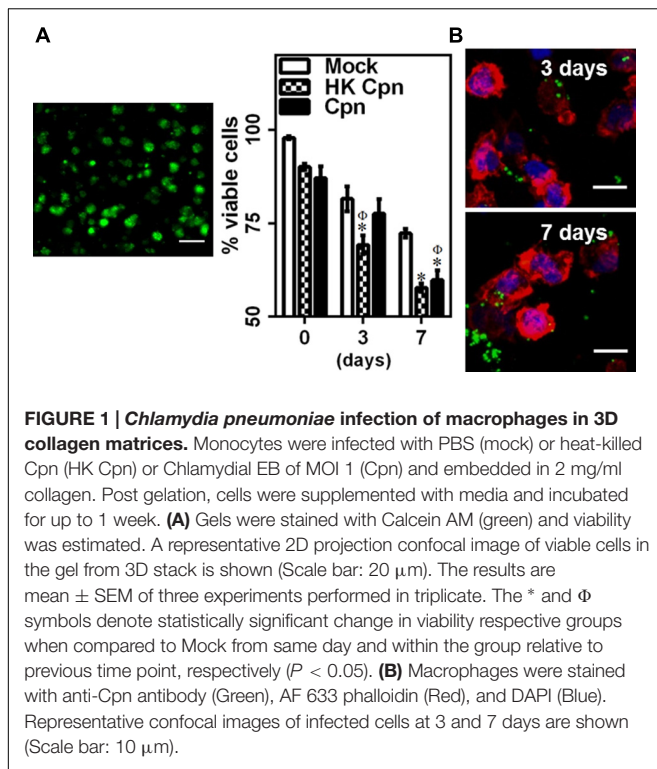 A
B
Mock
HK Cpn
Cpn
% viable cells
100
75
50
Φ
*
*
Φ
*
0 3 7
(days)
3 days
7 days
FIGURE 1 | Chlamydia pneumoniae infection of macrophages in 3D
collagen matrices. Monocytes were infected with PBS (mock) or heat-killed
Cpn (HK Cpn) or Chlamydial EB of MOI 1 (Cpn) and embedded in 2 mg/ml
collagen. Post gelation, cells were supplemented with media and incubated
for up to 1 week. (A) Gels were stained with Calcein AM (green) and viability
was estimated. A representative 2D projection confocal image of viable cells in
the gel from 3D stack is shown (Scale bar: 20 μm). The results are
mean ± SEM of three experiments performed in triplicate. The * and Φ
symbols denote statistically significant change in viability respective groups
when compared to Mock from same day and within the group relative to
previous time point, respectively (P < 0.05). (B) Macrophages were stained
with anti-Cpn antibody (Green), AF 633 phalloidin (Red), and DAPI (Blue).
Representative confocal images of infected cells at 3 and 7 days are shown
(Scale bar: 10 μm).